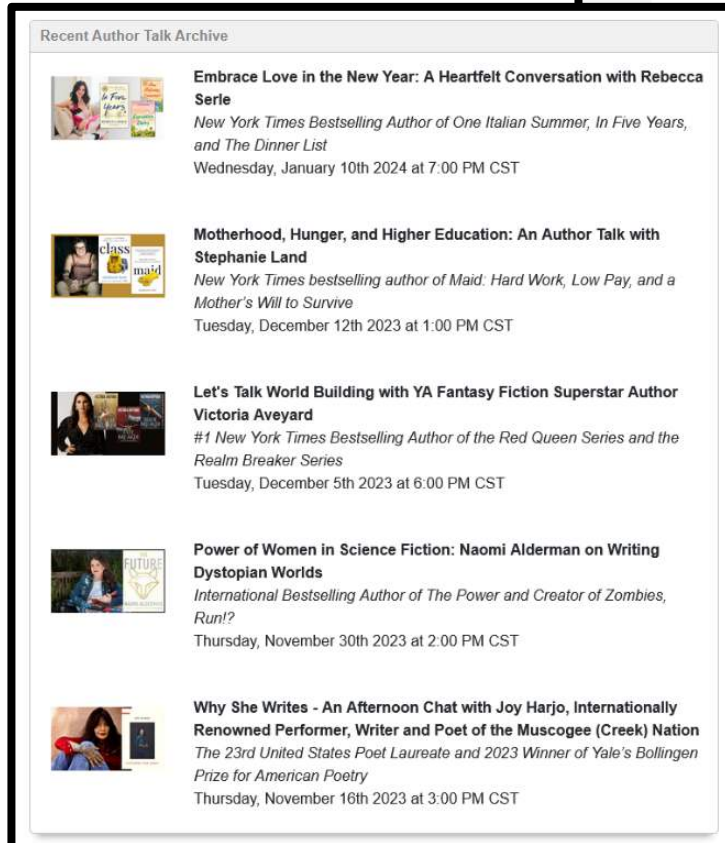 Recent Author Talk Archive
Embrace Love in the New Year: A Heartfelt Conversation with Rebecca
Serle
New York Times Bestselling Author of One Italian Summer, In Five Years,
and The Dinner List
Wednesday, January 10th 2024 at 7:00 PM CST
In Five
Years
Motherhood, Hunger, and Higher Education: An Author Talk with
Stephanie Land
New York Times bestselling author of Maid: Hard Work, Low Pay, and a
Mother's Will to Survive
Tuesday, December 12th 2023 at 1:00 PM CST
class
maid
Let's Talk World Building with YA Fantasy Fiction Superstar Author
Victoria Aveyard
#1 New York Times Bestselling Author of the Red Queen Series and the
Realm Breaker Series
Tuesday, December 5th 2023 at 6:00 PM CST
Power of Women in Science Fiction: Naomi Alderman on Writing
Dystopian Worlds
International Bestselling Author of The Power and Creator of Zombies,
Run!?
Thursday, November 30th 2023 at 2:00 PM CST
FUTURE
Why She Writes - An Afternoon Chat with Joy Harjo, Internationally
Renowned Performer, Writer and Poet of the Muscogee (Creek) Nation
The 23rd United States Poet Laureate and 2023 Winner of Yale's Bollingen
Prize for American Poetry
Thursday, November 16th 2023 at 3:00 PM CST